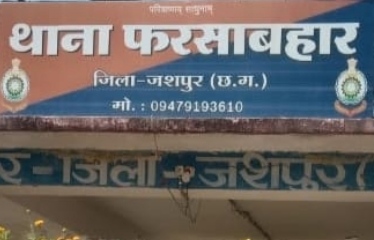 परित्राणाय साधुनाम्
थाना फरसाबहार
जिला-जशपुर (छ.ग.)
मो. : 09479193610
र-जिला-जशपुर(